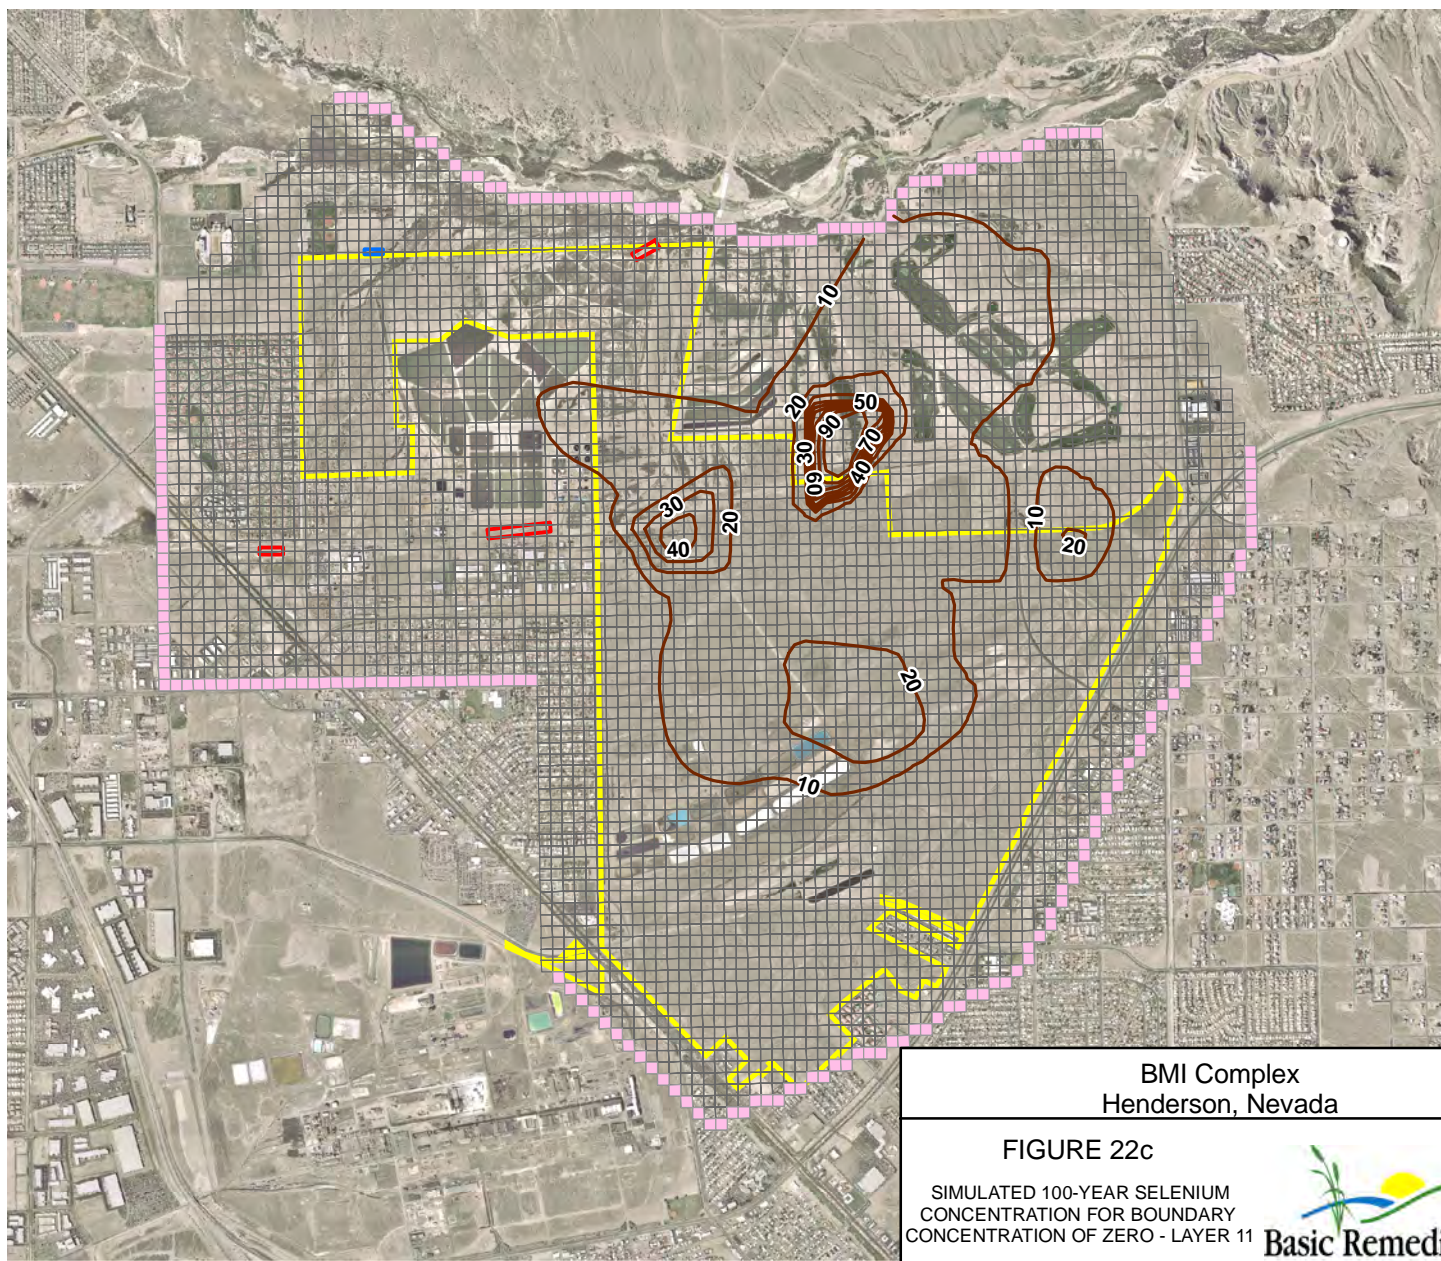 10
20
50
90
70
30
40
60
30
20
40
10
20
20
10
BMI Complex
Henderson, Nevada
FIGURE 22c
SIMULATED 100-YEAR SELENIUM
CONCENTRATION FOR BOUNDARY
CONCENTRATION OF ZERO - LAYER 11
Basic Remedi